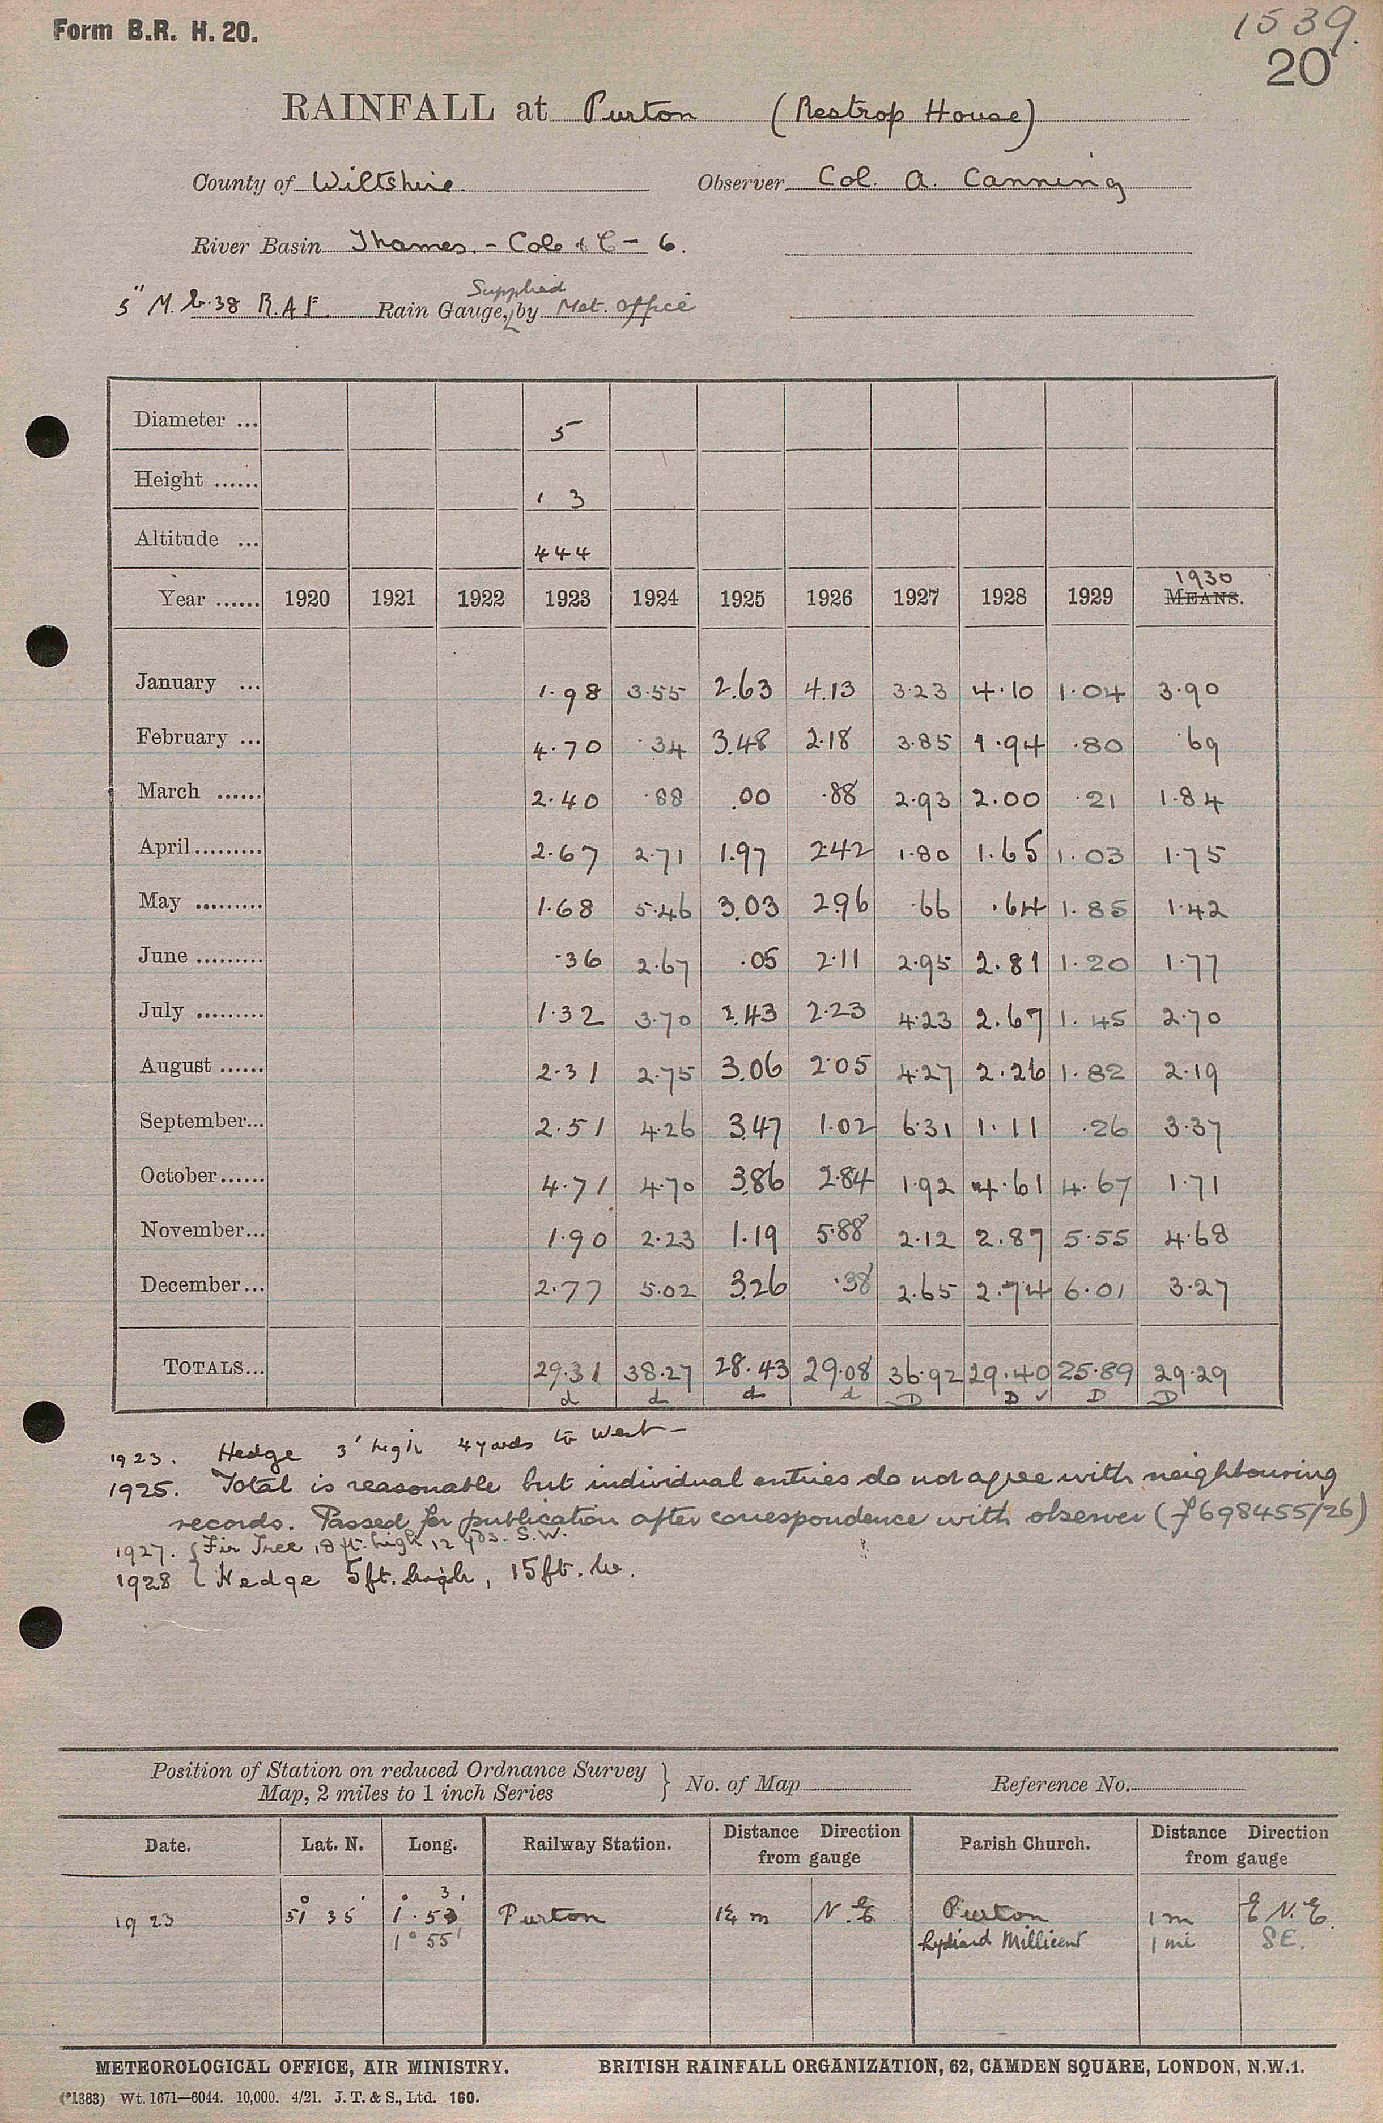 Form B.R. H. 20.
1539.
20
RAINFALL at Purton (Restrop House)
County of Wiltshire Observer Col. A. Canning
River Basin Thames. - Cole & C - 6.
Supplied
5" M. R.A.F. Rain Gauge, by Met. Office
Diameter ... 5
Height ...... 1 3
Altitude ... 444
1930
Year ...... 1920 1921 1922 1923 1924 1925 1926 1927 1928 1929 MEANS.
January ... 1.98 3.55 2.63 4.13 3.23 4.10 1.04 3.90
February ... 4.70 .34 3.48 2.18 3.85 1.94 .80 .69
March ...... 2.40 .88 .00 .88 2.93 2.00 .21 1.84
April ......... 2.67 2.71 1.97 2.42 1.80 1.65 1.03 1.75
May ......... 1.68 5.46 3.03 2.96 .66 .64 1.85 1.42
June ......... .36 2.67 .05 2.11 2.95 2.81 1.20 1.77
July ......... 1.32 3.70 2.43 2.23 4.23 2.67 1.45 2.70
August ...... 2.31 2.75 3.06 2.05 4.27 2.26 1.82 2.19
September... 2.51 4.26 3.47 1.02 6.31 1.11 .26 3.37
October ...... 4.71 4.70 3.86 2.84 1.92 4.61 4.67 1.71
November... 1.90 2.23 1.19 5.88 2.12 2.87 5.55 4.68
December... 2.77 5.02 3.26 .38 2.65 2.74 6.01 3.27
TOTALS... 29.31 38.27 28.43 29.08 36.92 29.40 25.89 29.29
d d d d D D ✓ D D
1923. Hedge 3' high 4 yards to West -
1925. Total is reasonable but individual entries do not agree with neighbouring
records. Passed for publication after correspondence with observer (f698455/26)
1927. { Fir Tree 18 ft. high 12 yds. S.W.
1928 { Hedge 5ft. high, 15ft. W.
Position of Station on reduced Ordnance Survey
Map, 2 miles to 1 inch Series } No. of Map Reference No.
Date. Lat. N. Long. Railway Station. Distance Direction from gauge Parish Church. Distance Direction from gauge
1923 51° 35' 1° 53' Purton 1¼ m N.E Purton 1 m E N.E.
1° 55' Lydiard Millicent 1 mi SE.
METEOROLOGICAL OFFICE, AIR MINISTRY. BRITISH RAINFALL ORGANIZATION, 62, CAMDEN SQUARE, LONDON, N.W.1.
(*1383) Wt. 1671—6044. 10,000. 4/21. J. T. & S., Ltd. 160.